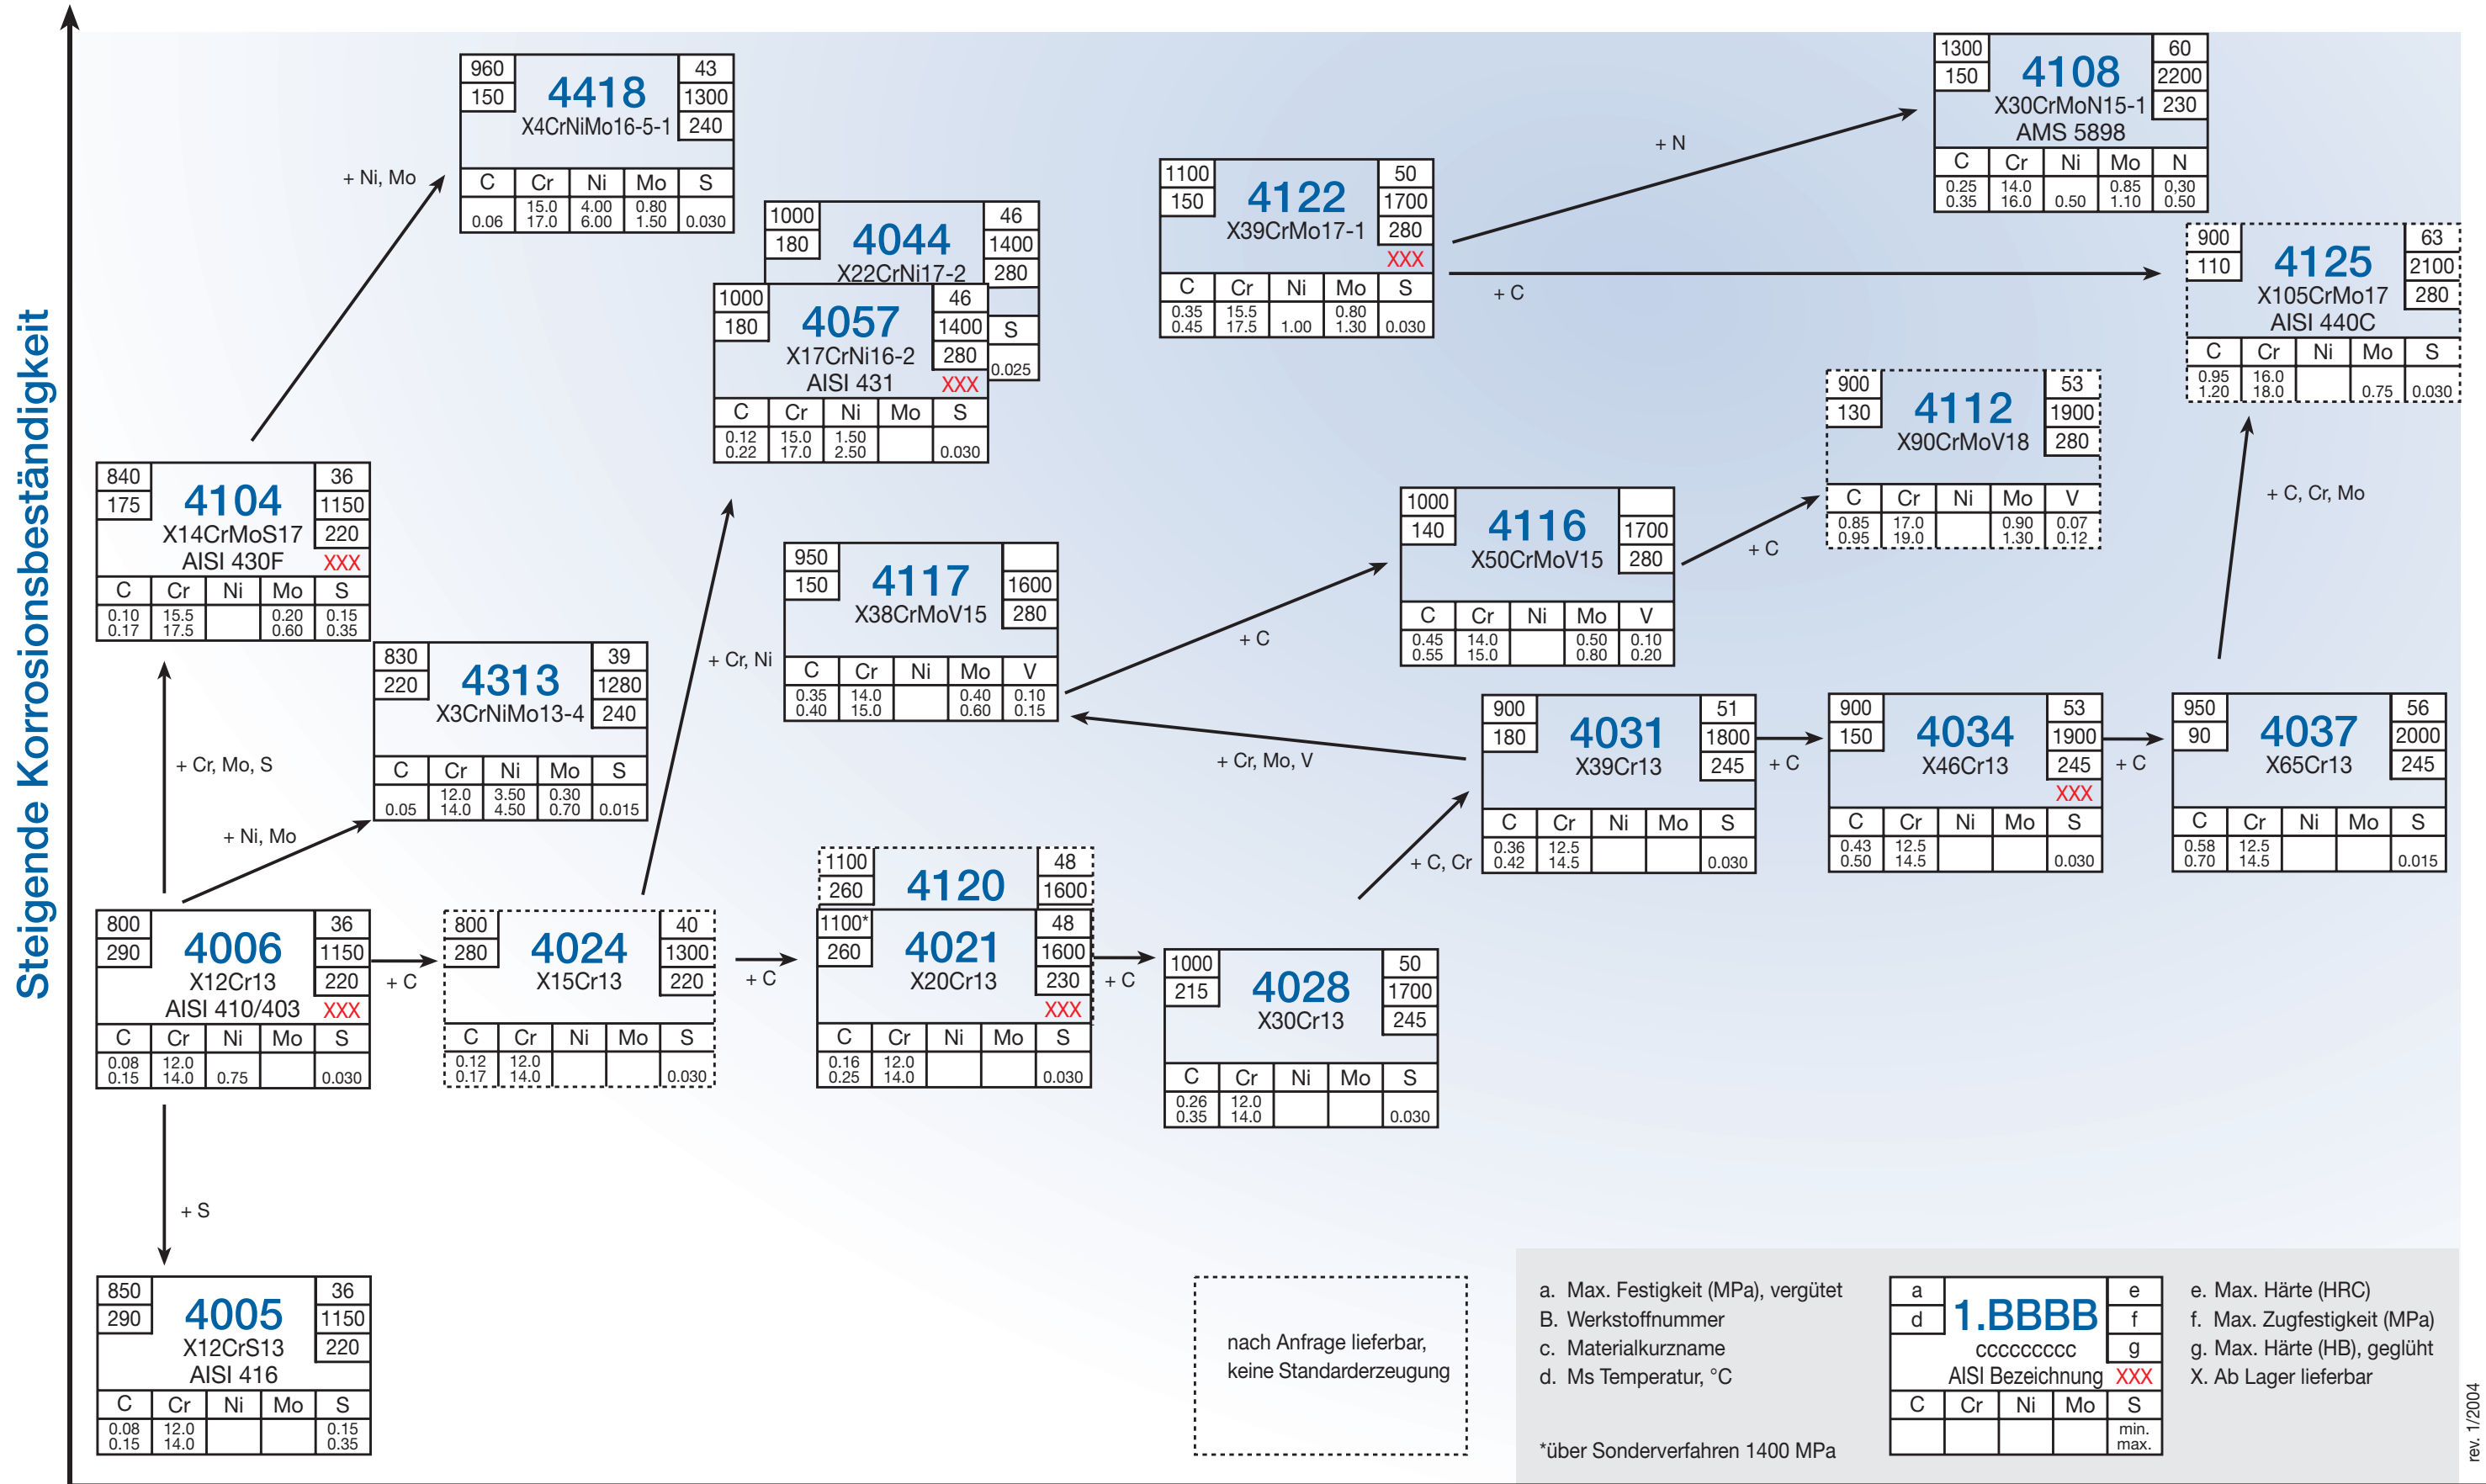 Steigende Korrosionsbeständigkeit
960 43
150 4418 1300
X4CrNiMo16-5-1 240
C Cr Ni Mo S
15.0 4.00 0.80
0.06 17.0 6.00 1.50 0.030
+ Ni, Mo
1300 60
150 4108 2200
X30CrMoN15-1 230
AMS 5898
C Cr Ni Mo N
0.25 14.0 0.85 0,30
0.35 16.0 0.50 1.10 0.50
+ N
1100 50
150 4122 1700
X39CrMo17-1 280
XXX
C Cr Ni Mo S
0.35 15.5 0.80
0.45 17.5 1.00 1.30 0.030
+ C
1000 46
180 4044 1400
X22CrNi17-2 280
S
0.025
1000 46
180 4057 1400
X17CrNi16-2 280
AISI 431 XXX
C Cr Ni Mo S
0.12 15.0 1.50
0.22 17.0 2.50 0.030
900 63
110 4125 2100
X105CrMo17 280
AISI 440C
C Cr Ni Mo S
0.95 16.0
1.20 18.0 0.75 0.030
900 53
130 4112 1900
X90CrMoV18 280
C Cr Ni Mo V
0.85 17.0 0.90 0.07
0.95 19.0 1.30 0.12
+ C, Cr, Mo
840 36
175 4104 1150
X14CrMoS17 220
AISI 430F XXX
C Cr Ni Mo S
0.10 15.5 0.20 0.15
0.17 17.5 0.60 0.35
1000
140 4116 1700
X50CrMoV15 280
C Cr Ni Mo V
0.45 14.0 0.50 0.10
0.55 15.0 0.80 0.20
+ C
950
150 4117 1600
X38CrMoV15 280
C Cr Ni Mo V
0.35 14.0 0.40 0.10
0.40 15.0 0.60 0.15
+ C
+ Cr, Ni
830 39
220 4313 1280
X3CrNiMo13-4 240
C Cr Ni Mo S
12.0 3.50 0.30
0.05 14.0 4.50 0.70 0.015
+ Cr, Mo, S
+ Ni, Mo
+ Cr, Mo, V
900 51
180 4031 1800
X39Cr13 245
C Cr Ni Mo S
0.36 12.5
0.42 14.5 0.030
+ C
900 53
150 4034 1900
X46Cr13 245
XXX
C Cr Ni Mo S
0.43 12.5
0.50 14.5 0.030
+ C
950 56
90 4037 2000
X65Cr13 245
C Cr Ni Mo S
0.58 12.5
0.70 14.5 0.015
+ C, Cr
800 36
290 4006 1150
X12Cr13 220
AISI 410/403 XXX
C Cr Ni Mo S
0.08 12.0
0.15 14.0 0.75 0.030
+ C
800 40
280 4024 1300
X15Cr13 220
C Cr Ni Mo S
0.12 12.0
0.17 14.0 0.030
+ C
1100 48
260 4120 1600
1100* 48
260 4021 1600
X20Cr13 230
XXX
C Cr Ni Mo S
0.16 12.0
0.25 14.0 0.030
+ C
1000 50
215 4028 1700
X30Cr13 245
C Cr Ni Mo S
0.26 12.0
0.35 14.0 0.030
+ S
850 36
290 4005 1150
X12CrS13 220
AISI 416
C Cr Ni Mo S
0.08 12.0 0.15
0.15 14.0 0.35
nach Anfrage lieferbar,
keine Standarderzeugung
a. Max. Festigkeit (MPa), vergütet
B. Werkstoffnummer
c. Materialkurzname
d. Ms Temperatur, °C
*über Sonderverfahren 1400 MPa
a e
d 1.BBBB f
ccccccccc g
AISI Bezeichnung XXX
C Cr Ni Mo S
min.
max.
e. Max. Härte (HRC)
f. Max. Zugfestigkeit (MPa)
g. Max. Härte (HB), geglüht
X. Ab Lager lieferbar
rev. 1/2004